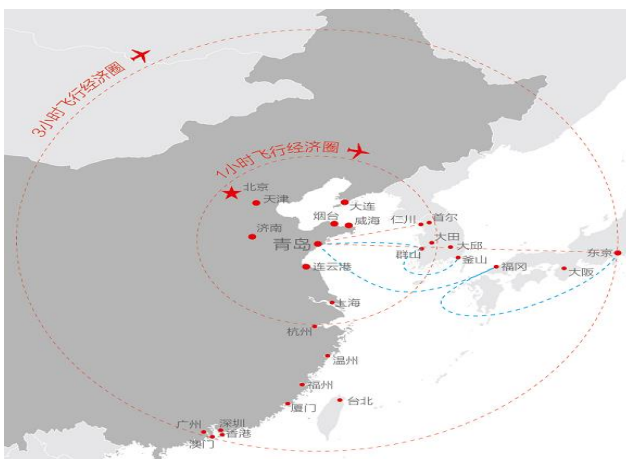 3小时飞行经济圈
1小时飞行经济圈
北京
天津
大连
烟台
威海
仁川
首尔
济南
青岛
大田
群山
大邱
釜山
东京
连云港
福冈
大阪
上海
杭州
温州
福州
厦门
台北
广州
深圳
香港
澳门